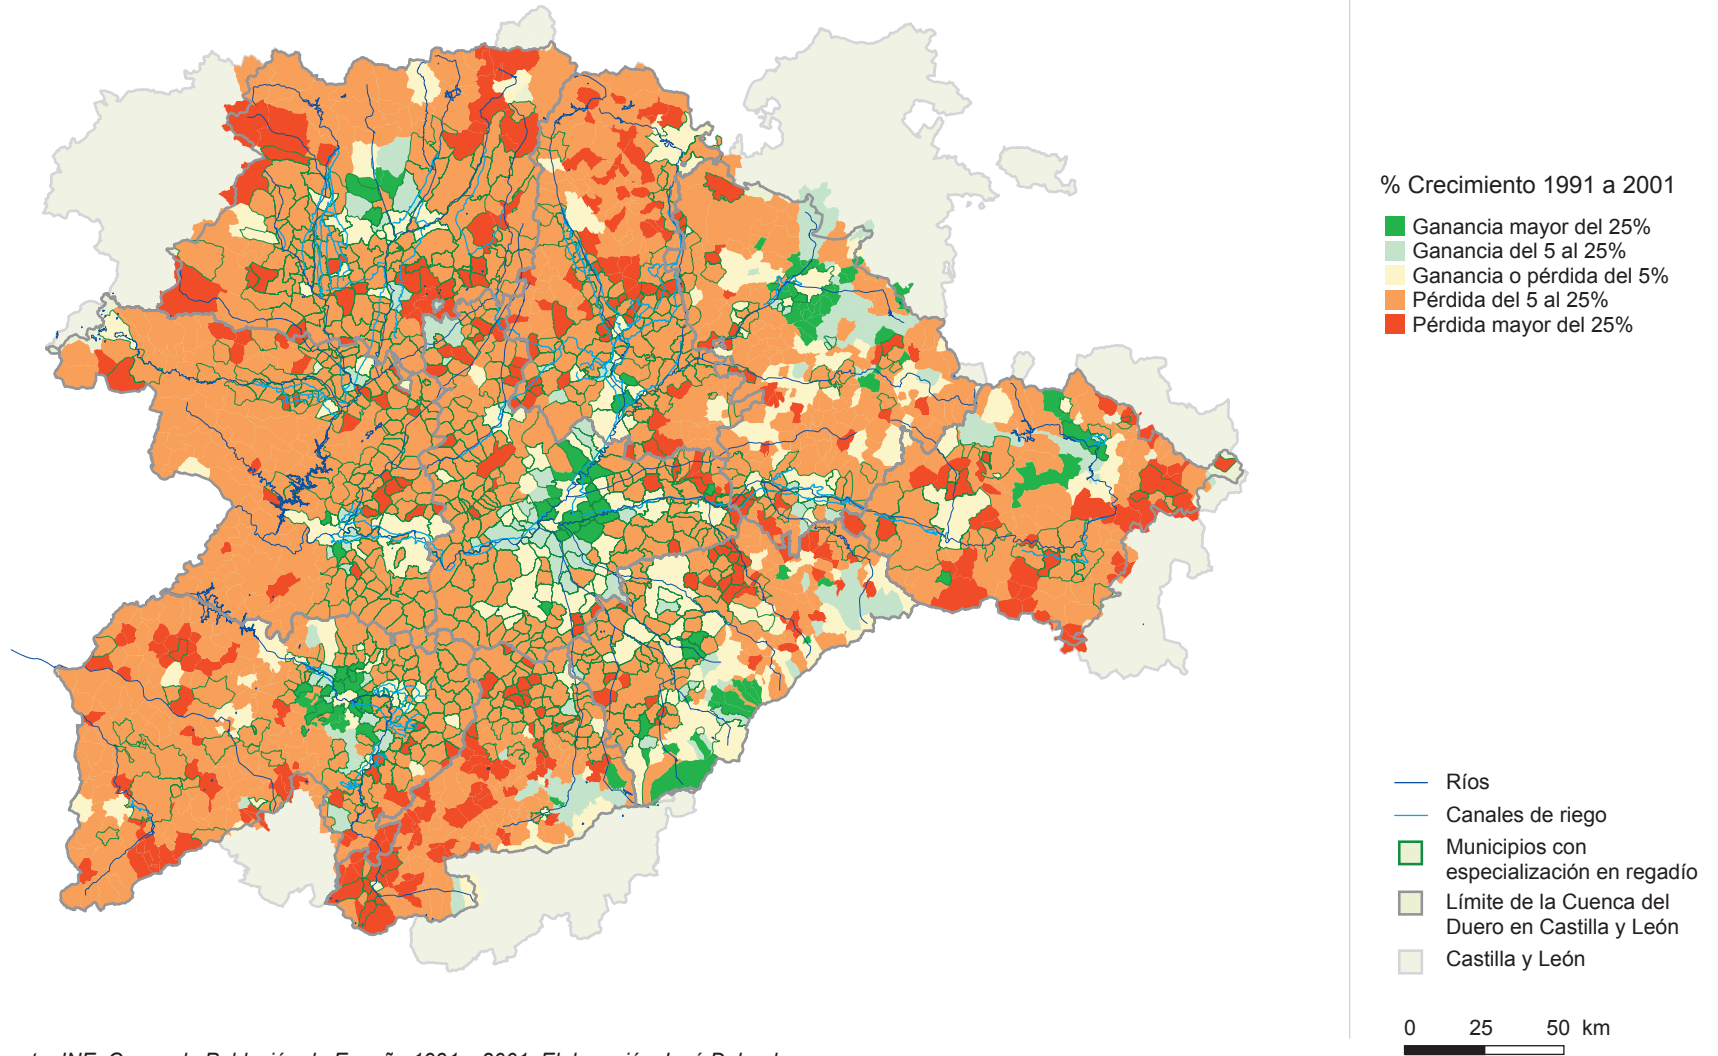 % Crecimiento 1991 a 2001
Ganancia mayor del 25%
Ganancia del 5 al 25%
Ganancia o pérdida del 5%
Pérdida del 5 al 25%
Pérdida mayor del 25%
Ríos
Canales de riego
Municipios con
especialización en regadío
Límite de la Cuenca del
Duero en Castilla y León
Castilla y León
0 25 50 km